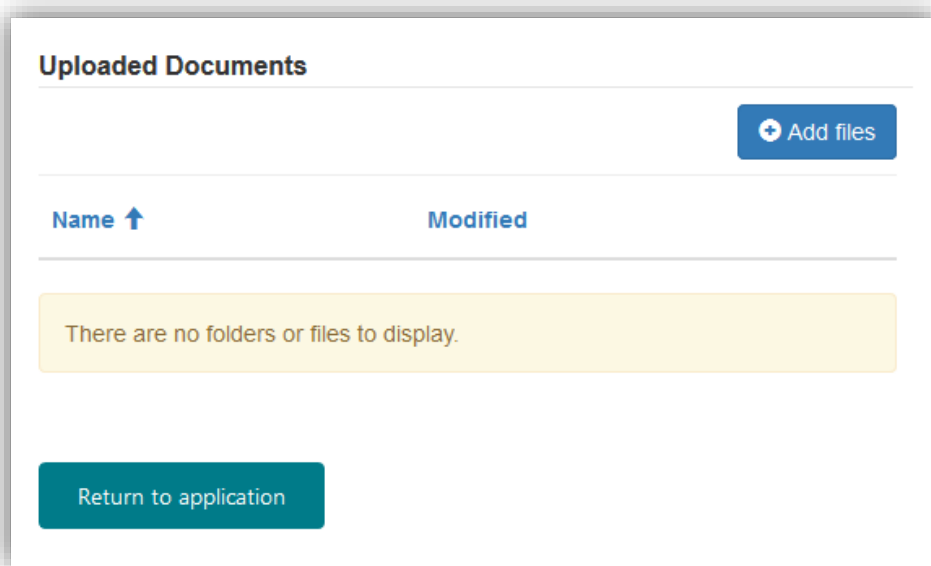 Uploaded Documents
Add files
Name Modified
There are no folders or files to display.
Return to application